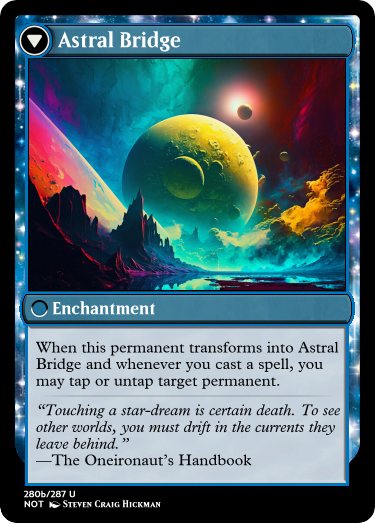 Astral Bridge
Enchantment
When this permanent transforms into Astral
Bridge and whenever you cast a spell, you
may tap or untap target permanent.
“Touching a star-dream is certain death. To see
other worlds, you must drift in the currents they
leave behind.”
—The Oneironaut's Handbook
280b/287 U
NOT Steven Craig Hickman